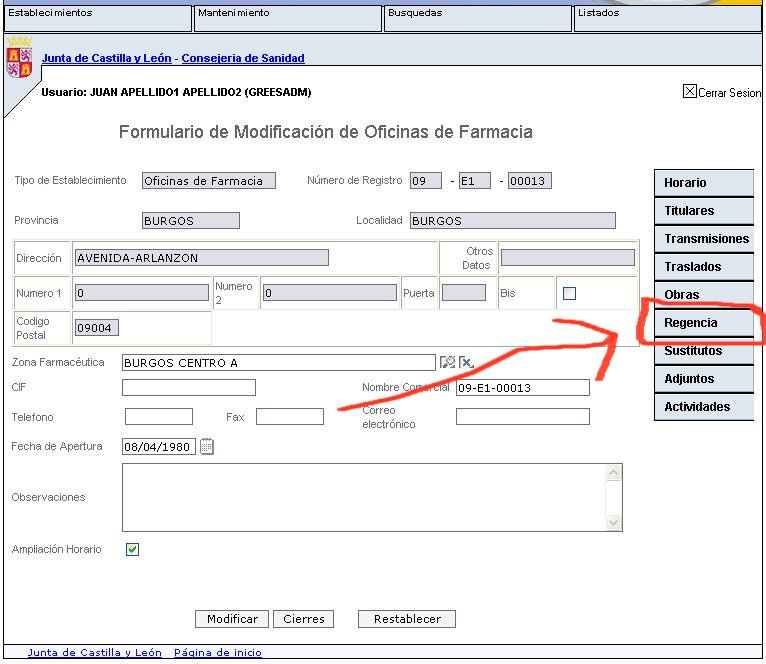 Establecimientos Mantenimiento Busquedas Listados
Junta de Castilla y León - Consejeria de Sanidad
Usuario: JUAN APELLIDO1 APELLIDO2 (GREESADM) Cerrar Sesion
Formulario de Modificación de Oficinas de Farmacia
Tipo de Establecimiento Oficinas de Farmacia Número de Registro 09 - E1 - 00013
Provincia BURGOS Localidad BURGOS
Dirección AVENIDA-ARLANZON Otros Datos
Numero 1 0 Numero 2 0 Puerta Bis
Codigo Postal 09004
Zona Farmacéutica BURGOS CENTRO A
CIF Nombre Comercial 09-E1-00013
Telefono Fax Correo electrónico
Fecha de Apertura 08/04/1980
Observaciones
Ampliación Horario
Modificar Cierres Restablecer
Horario
Titulares
Transmisiones
Traslados
Obras
Regencia
Sustitutos
Adjuntos
Actividades
Junta de Castilla y León Página de inicio